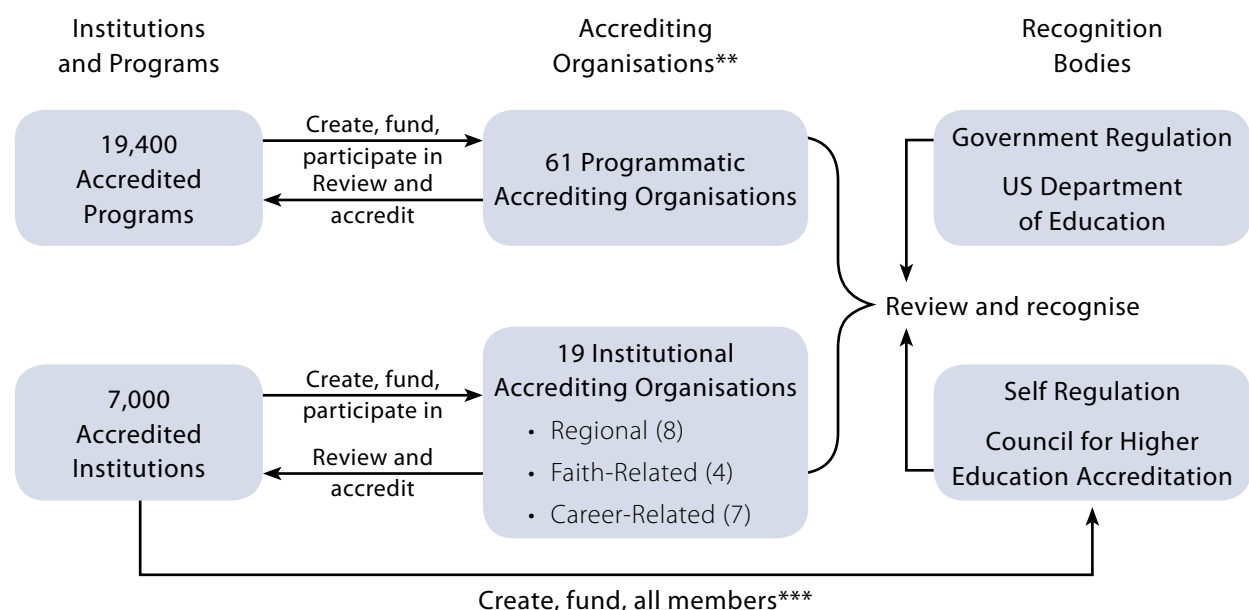 Institutions
and Programs
Accrediting
Organisations**
Recognition
Bodies
19,400
Accredited
Programs
Create, fund,
participate in
Review and
accredit
61 Programmatic
Accrediting Organisations
Government Regulation
US Department
of Education
Review and recognise
7,000
Accredited
Institutions
Create, fund,
participate in
Review and
accredit
19 Institutional
Accrediting Organisations
• Regional (8)
• Faith-Related (4)
• Career-Related (7)
Self Regulation
Council for Higher
Education Accreditation
Create, fund, all members***